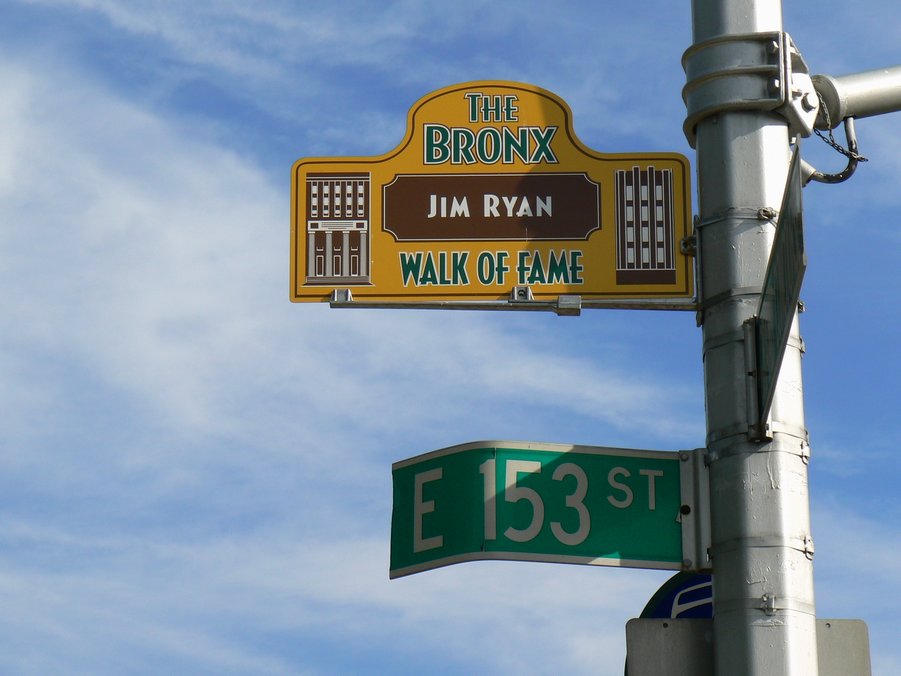 THE
BRONX
JIM RYAN
WALK OF FAME
E 153 ST